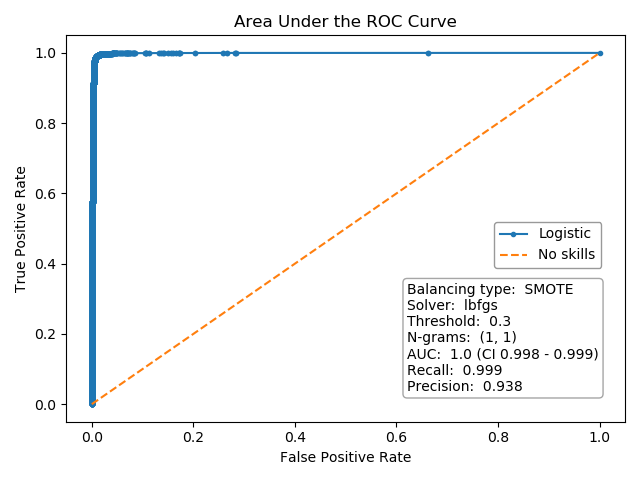 Area Under the ROC Curve
True Positive Rate
1.0
0.8
0.6
0.4
0.2
0.0
Logistic
No skills
Balancing type:  SMOTE
Solver:  lbfgs
Threshold:  0.3
N-grams:  (1, 1)
AUC:  1.0 (CI 0.998 - 0.999)
Recall:  0.999
Precision:  0.938
0.0 0.2 0.4 0.6 0.8 1.0
False Positive Rate